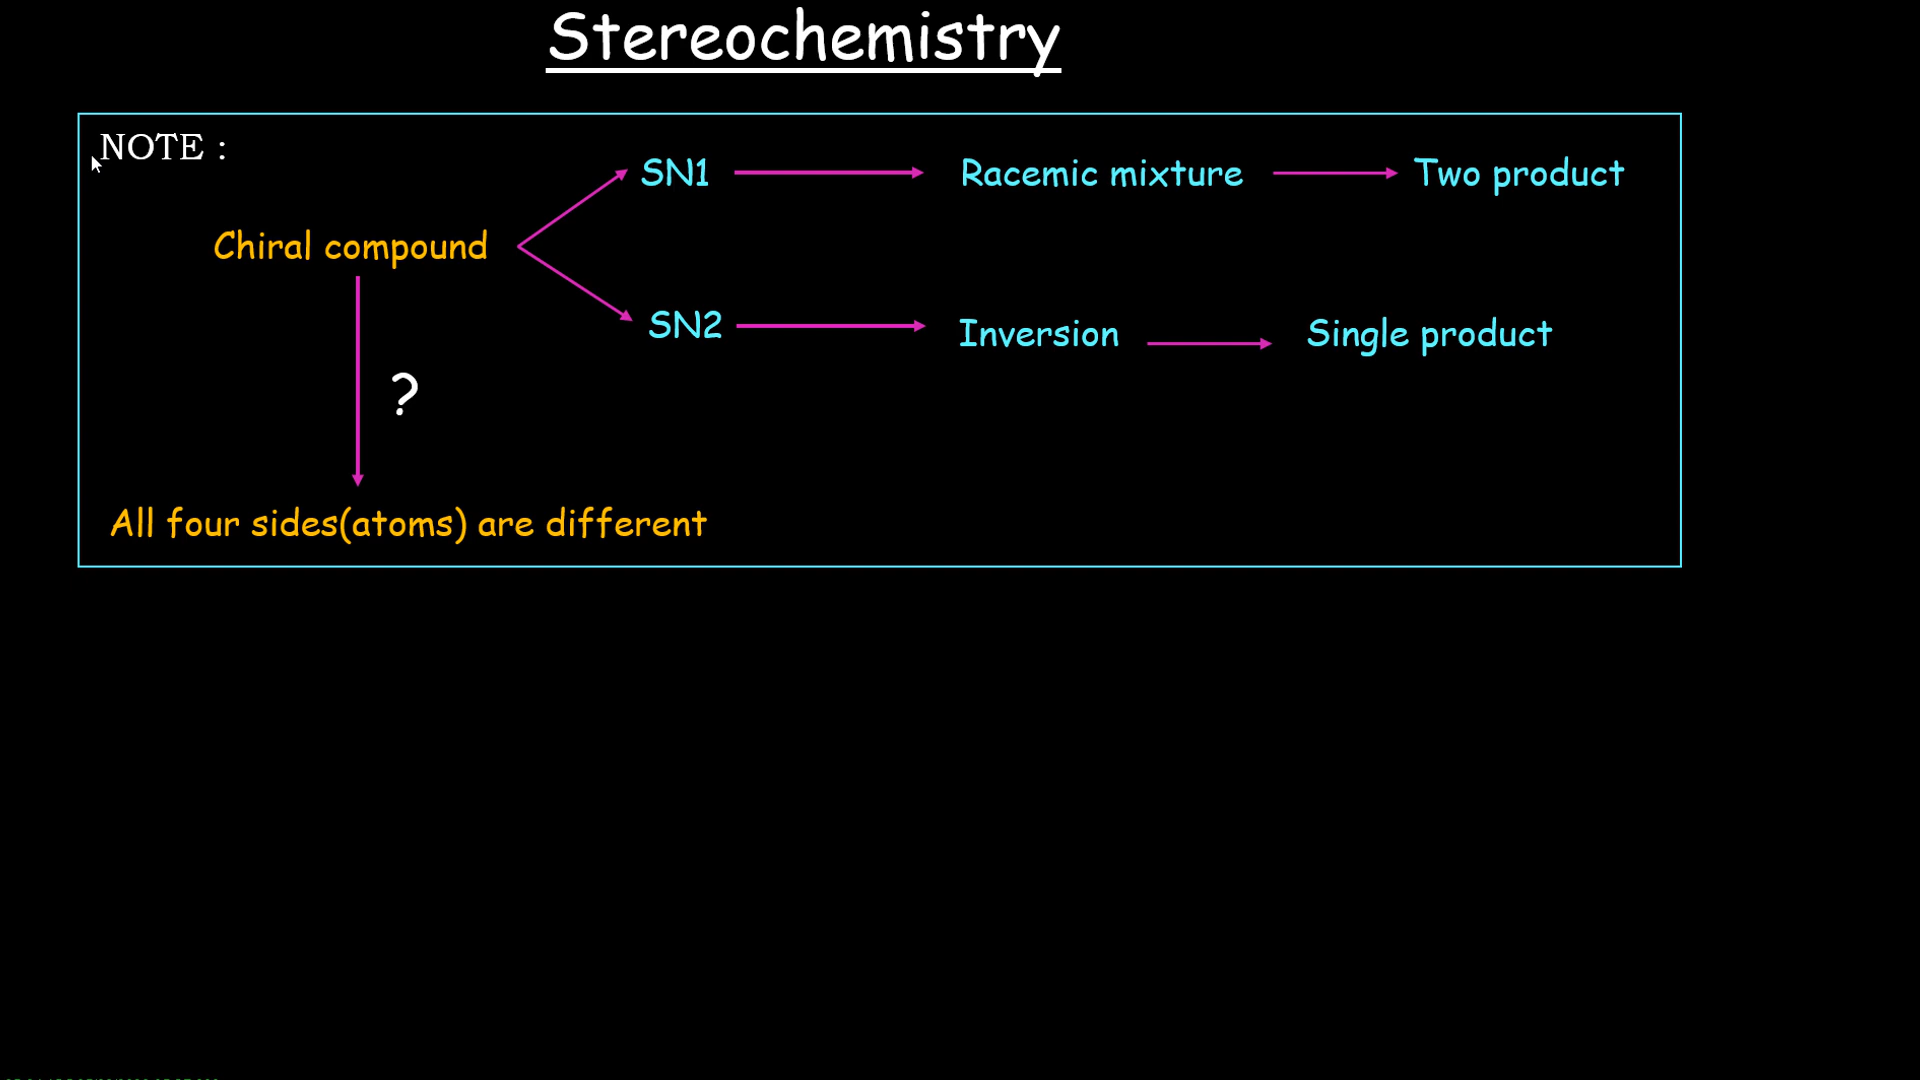 Stereochemistry
NOTE :
SN1 Racemic mixture Two product
Chiral compound
SN2 Inversion Single product
?
All four sides(atoms) are different